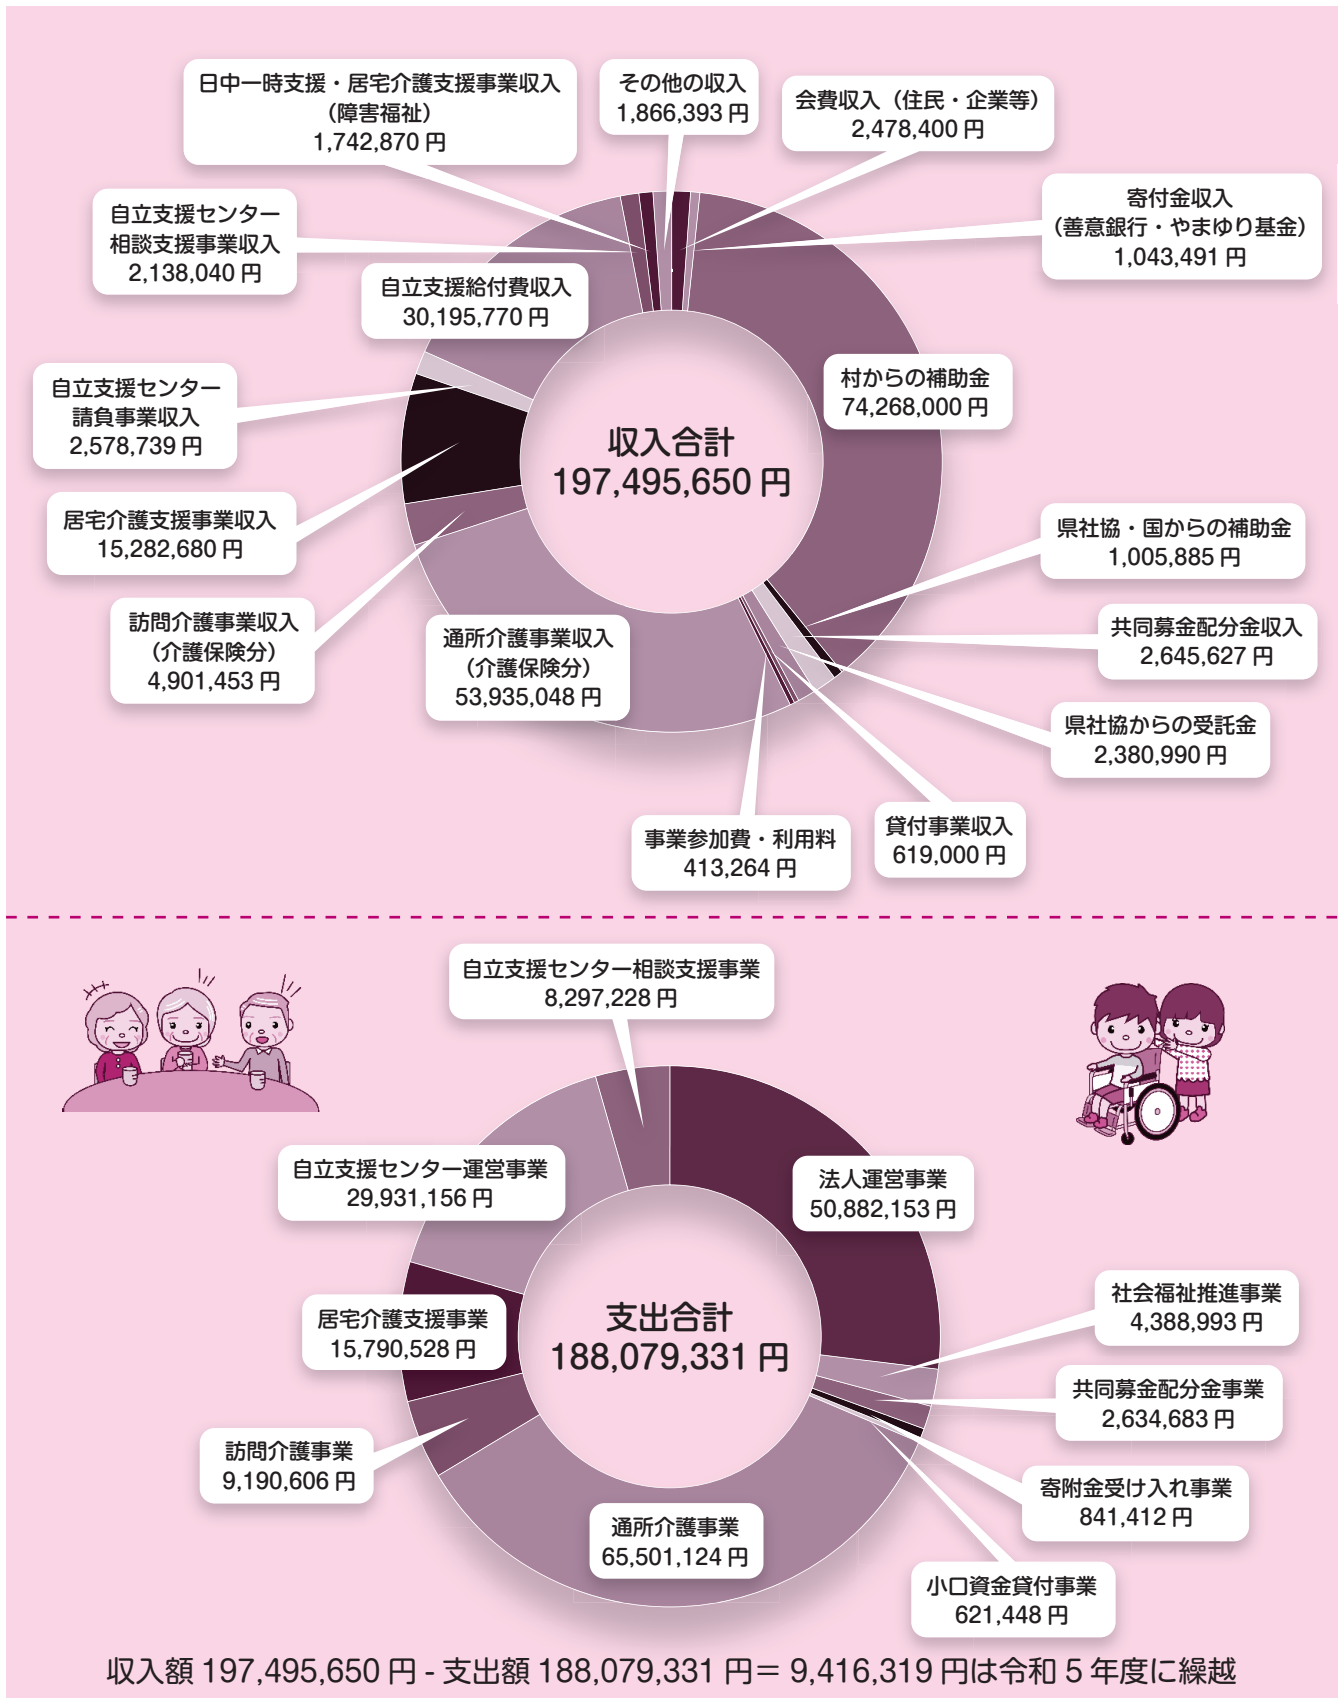 日中一時支援・居宅介護支援事業収入
（障害福祉）
1,742,870 円
その他の収入
1,866,393 円
会費収入（住民・企業等）
2,478,400 円
寄付金収入
（善意銀行・やまゆり基金）
1,043,491 円
自立支援センター
相談支援事業収入
2,138,040 円
自立支援給付費収入
30,195,770 円
村からの補助金
74,268,000 円
自立支援センター
請負事業収入
2,578,739 円
収入合計
197,495,650 円
居宅介護支援事業収入
15,282,680 円
県社協・国からの補助金
1,005,885 円
訪問介護事業収入
（介護保険分）
4,901,453 円
通所介護事業収入
（介護保険分）
53,935,048 円
共同募金配分金収入
2,645,627 円
県社協からの受託金
2,380,990 円
事業参加費・利用料
413,264 円
貸付事業収入
619,000 円
自立支援センター相談支援事業
8,297,228 円
自立支援センター運営事業
29,931,156 円
法人運営事業
50,882,153 円
居宅介護支援事業
15,790,528 円
支出合計
188,079,331 円
社会福祉推進事業
4,388,993 円
共同募金配分金事業
2,634,683 円
訪問介護事業
9,190,606 円
寄附金受け入れ事業
841,412 円
通所介護事業
65,501,124 円
小口資金貸付事業
621,448 円
収入額 197,495,650 円 - 支出額 188,079,331 円＝ 9,416,319 円は令和 5 年度に繰越